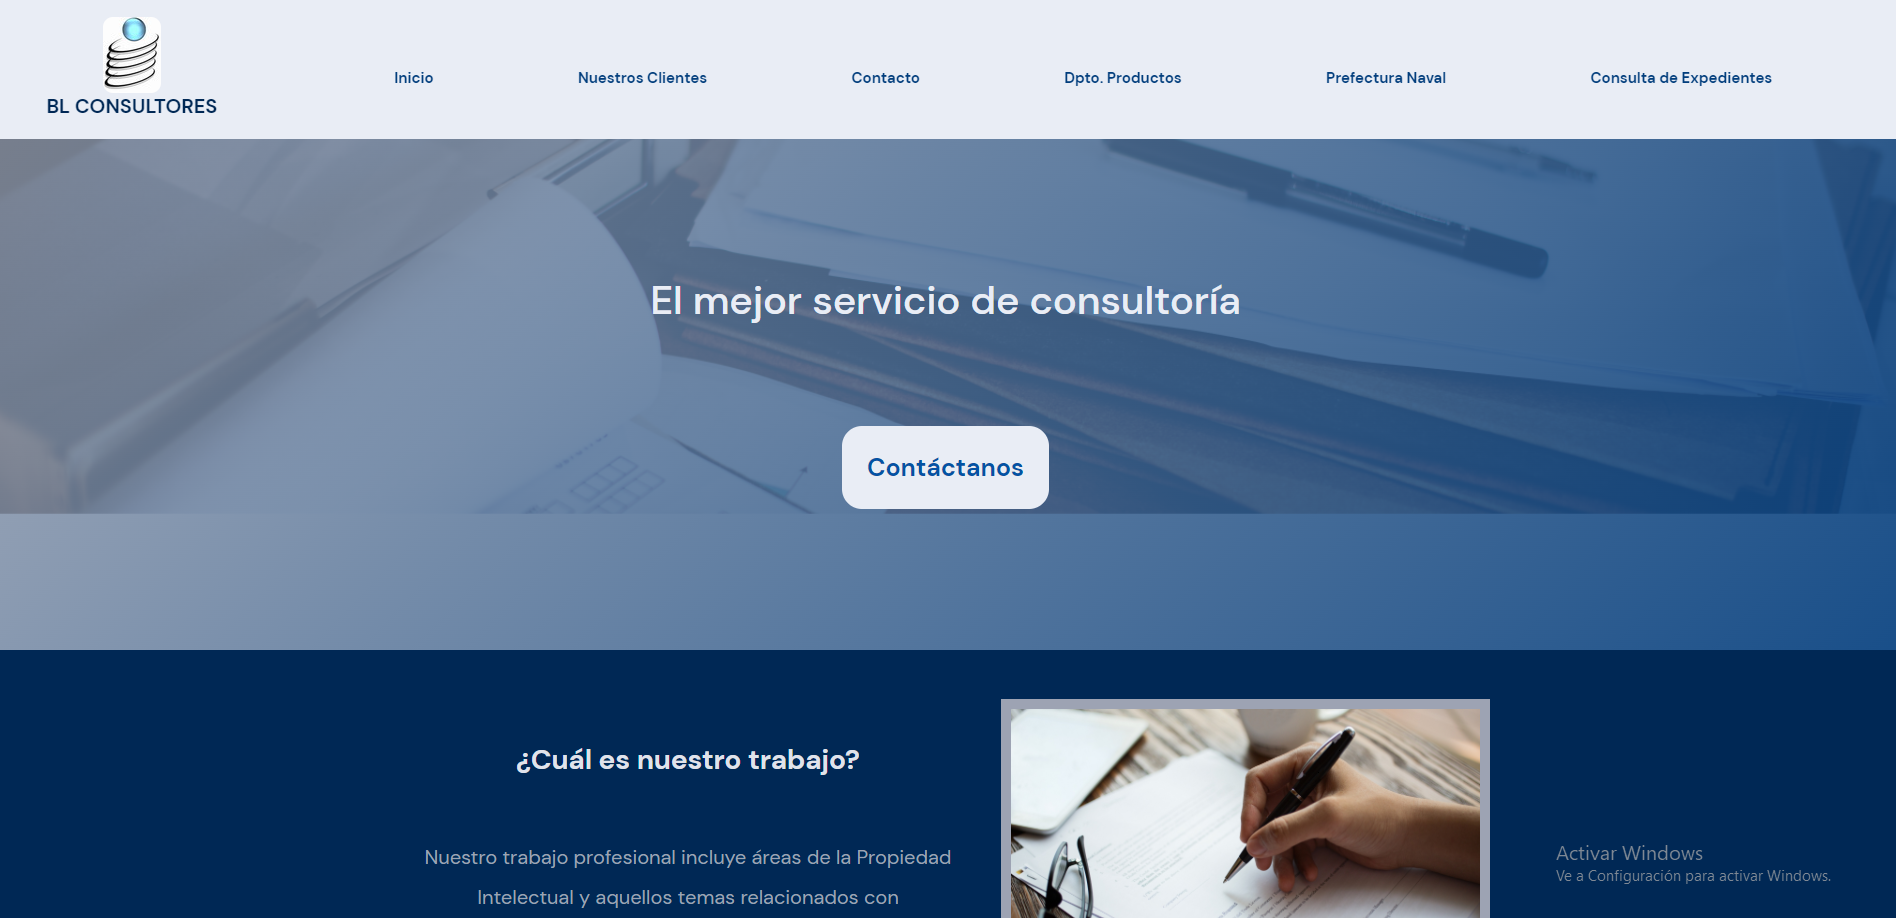 BL CONSULTORES
Inicio
Nuestros Clientes
Contacto
Dpto. Productos
Prefectura Naval
Consulta de Expedientes
El mejor servicio de consultoría
Contáctanos
¿Cuál es nuestro trabajo?
Nuestro trabajo profesional incluye áreas de la Propiedad
Intelectual y aquellos temas relacionados con
Activar Windows
Ve a Configuración para activar Windows.